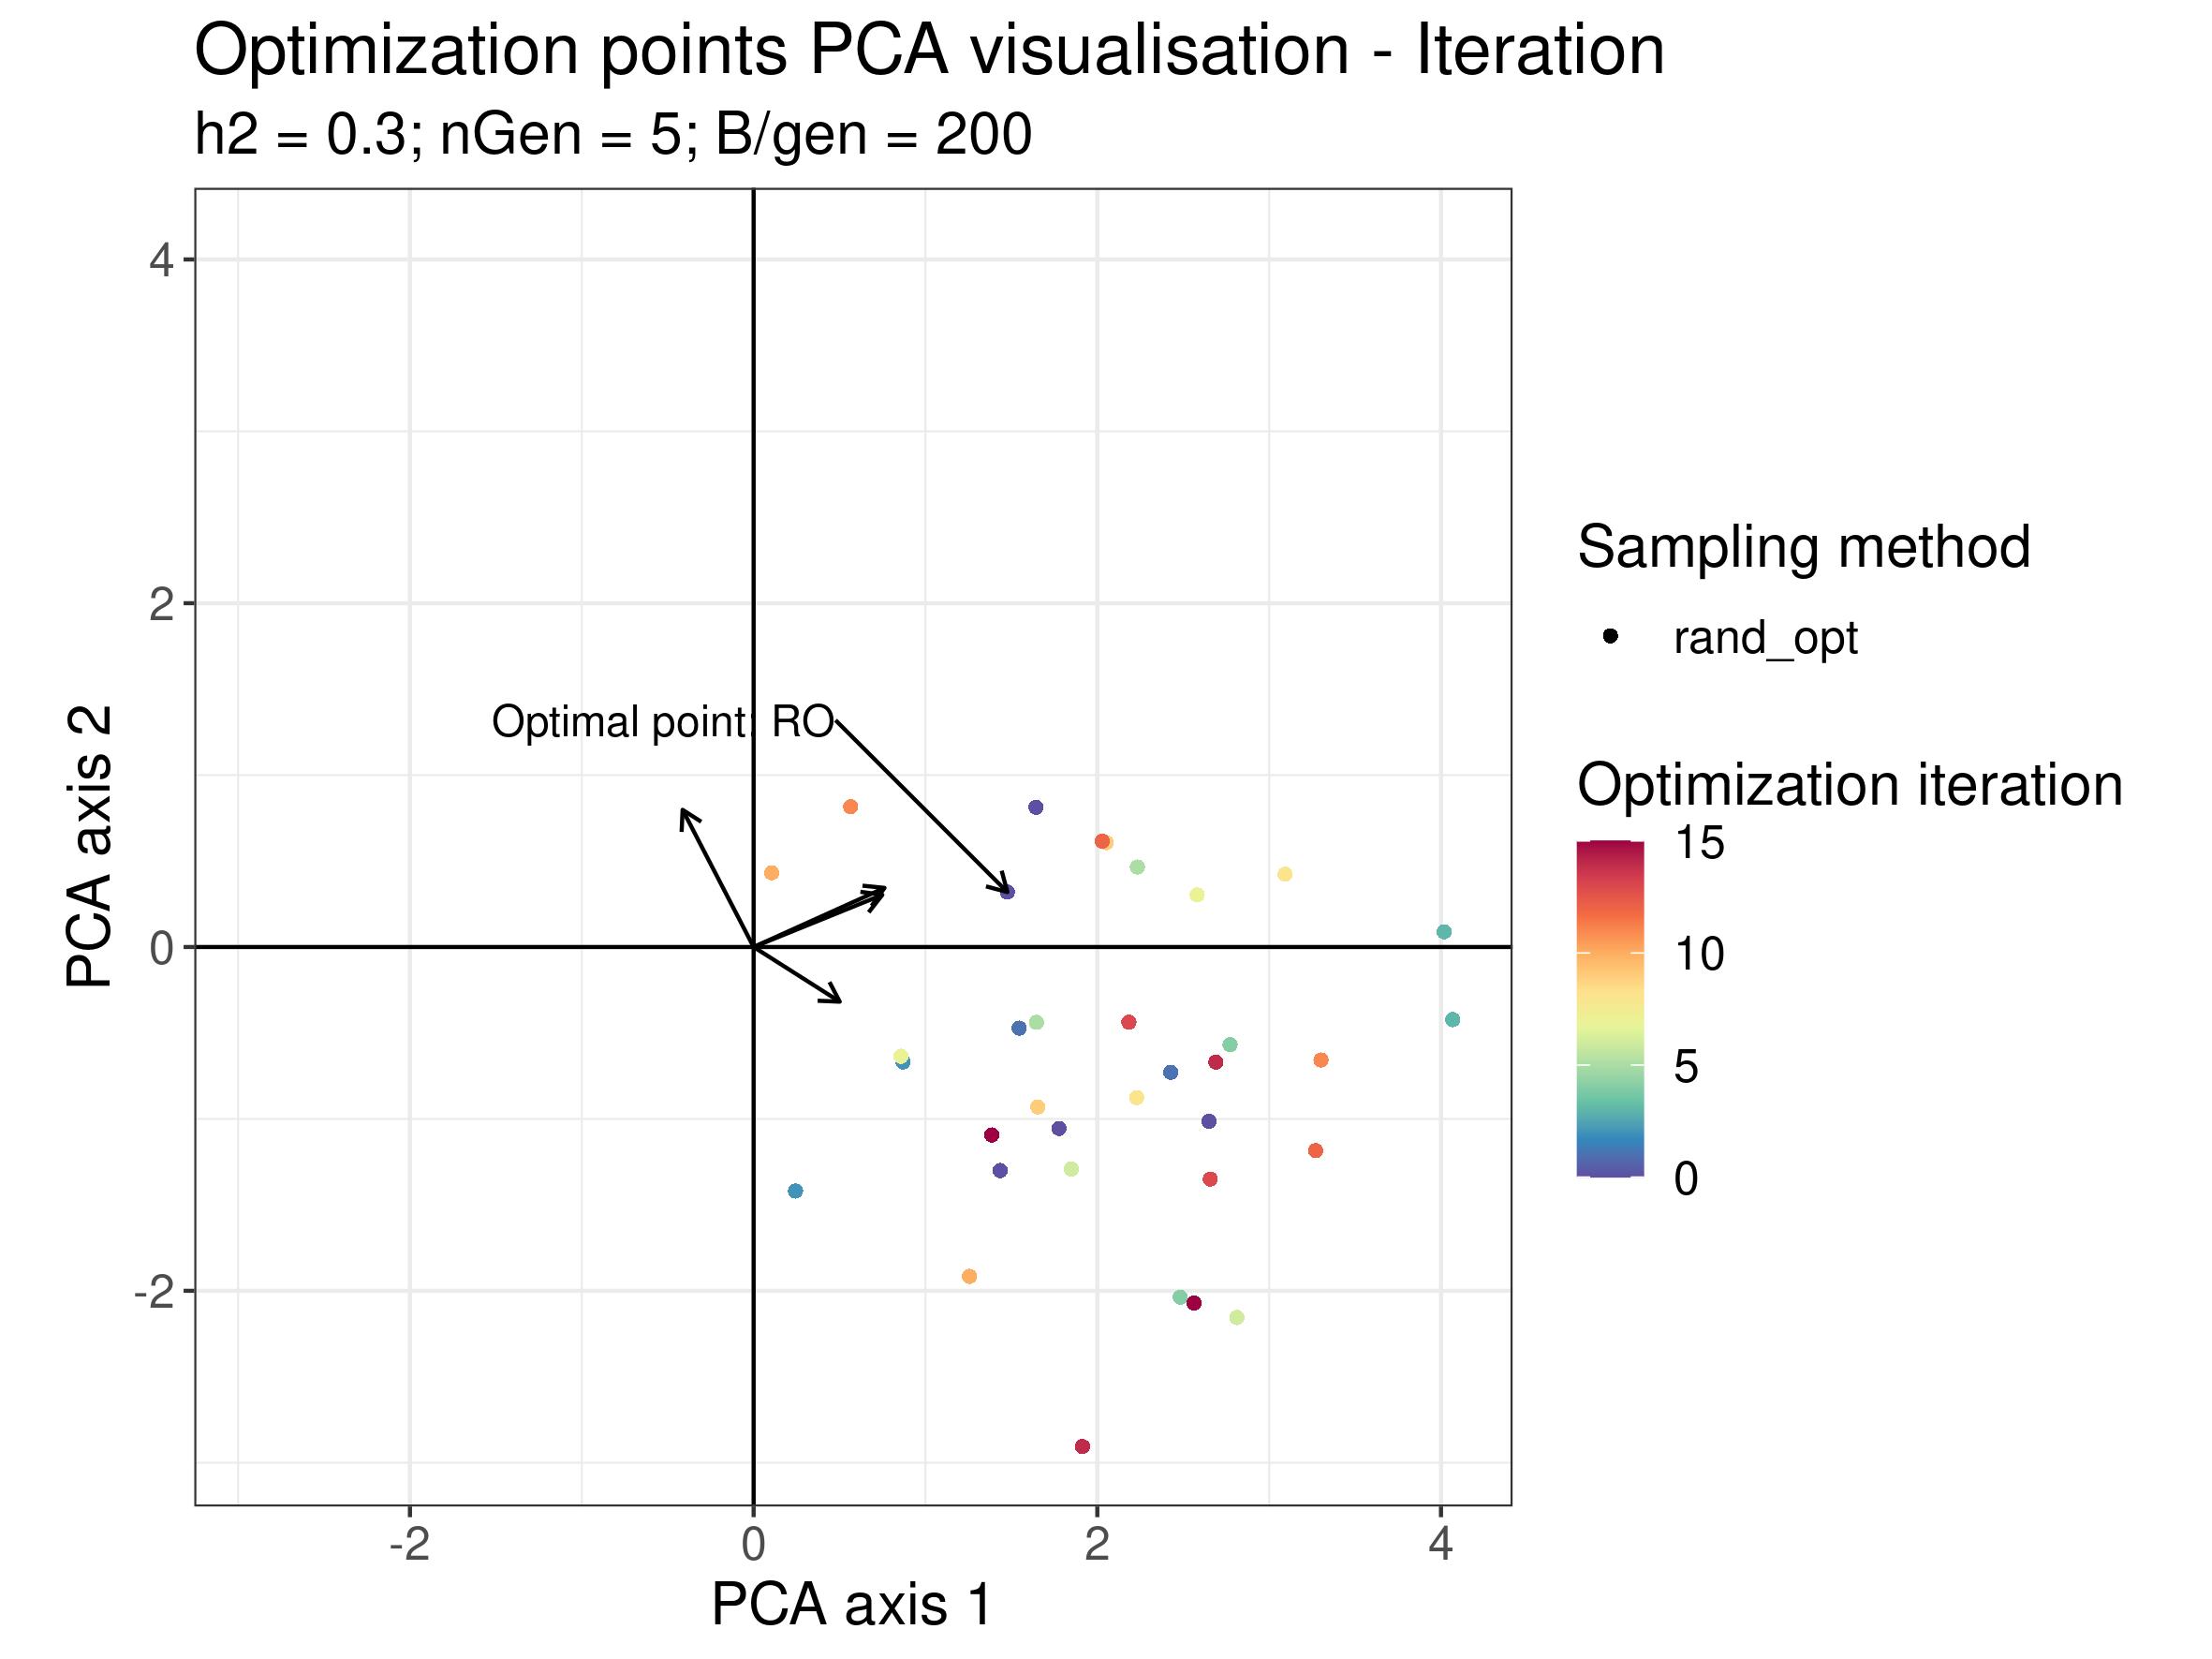 Optimization points PCA visualisation - Iteration
h2 = 0.3; nGen = 5; B/gen = 200
4
2
0
-2
PCA axis 2
Optimal point: RO
-2
0
2
4
PCA axis 1
Sampling method
rand_opt
Optimization iteration
15
10
5
0